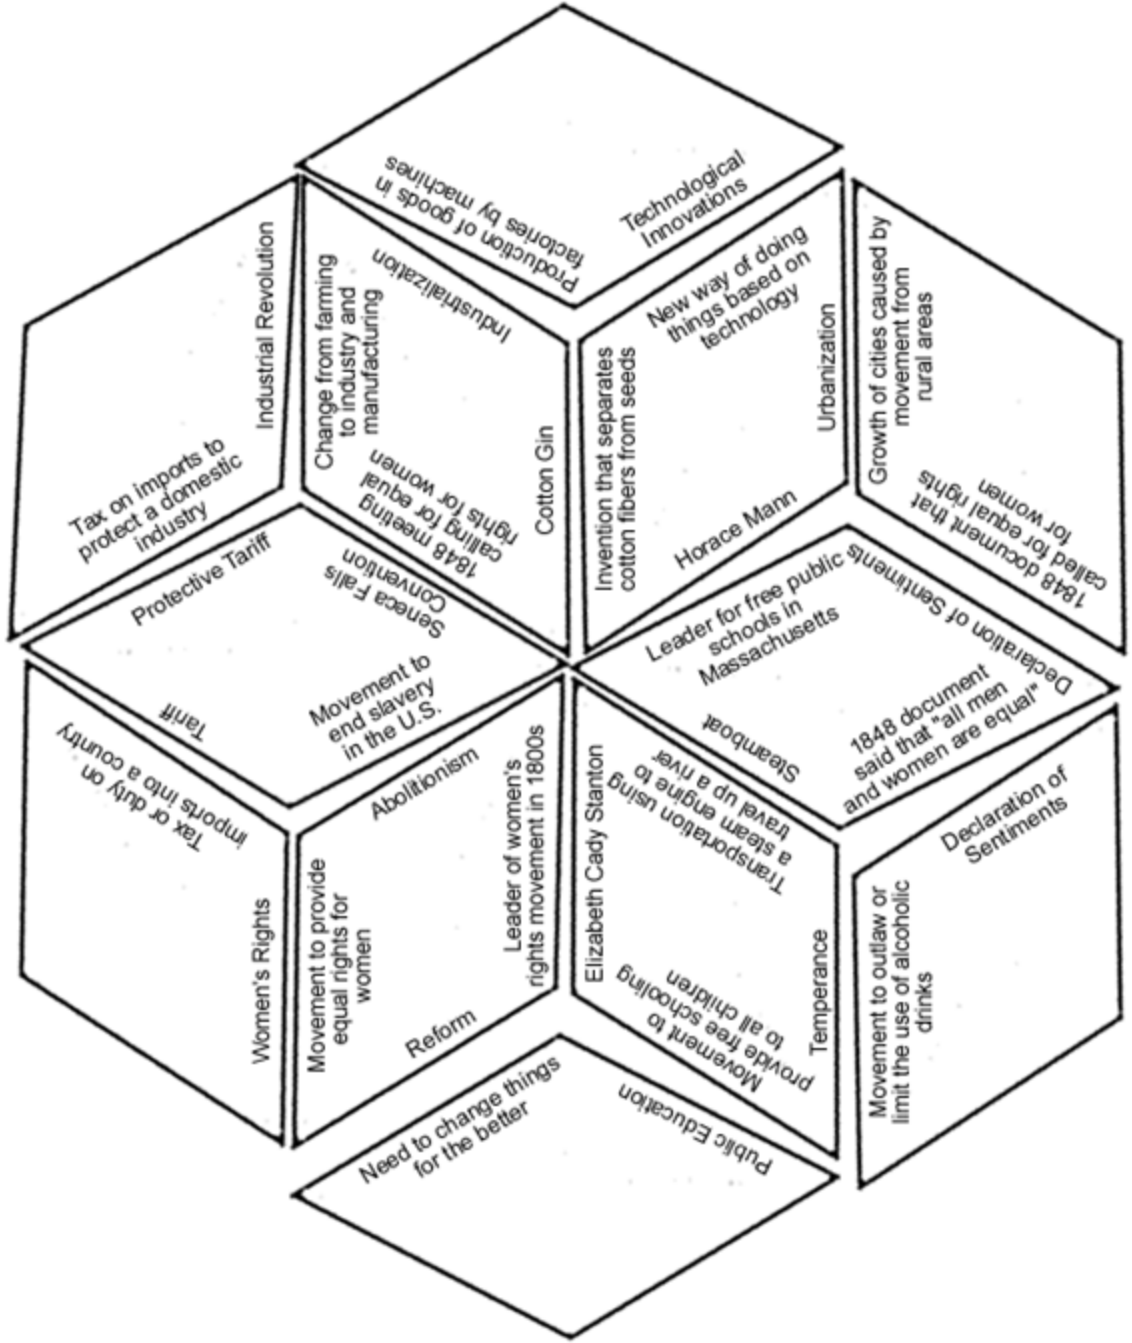 Production of goods in
factories by machines
Technological
Innovations
Industrial Revolution
Tax on imports to
protect a domestic
industry
Industrialization
Change from farming
to industry and
manufacturing
1848 meeting
calling for equal
rights for women
Cotton Gin
New way of doing
things based on
technology
Invention that separates
cotton fibers from seeds
Urbanization
Horace Mann
Growth of cities caused by
movement from
rural areas
1848 document that
called for equal rights
for women
Protective Tariff
Seneca Falls
Convention
Tariff
Movement to
end slavery
in the U.S.
Leader for free public
schools in
Massachusetts
Declaration of Sentiments
Steamboat
1848 document
said that "all men
and women are equal"
Tax or duty on
imports into a country
Women's Rights
Abolitionism
Movement to provide
equal rights for
women
Leader of women's
rights movement in 1800s
Reform
Elizabeth Cady Stanton
Transportation using
a steam engine to
travel up a river
Movement to
provide free schooling
to all children
Temperance
Declaration of
Sentiments
Movement to outlaw or
limit the use of alcoholic
drinks
Need to change things
for the better
Public Education